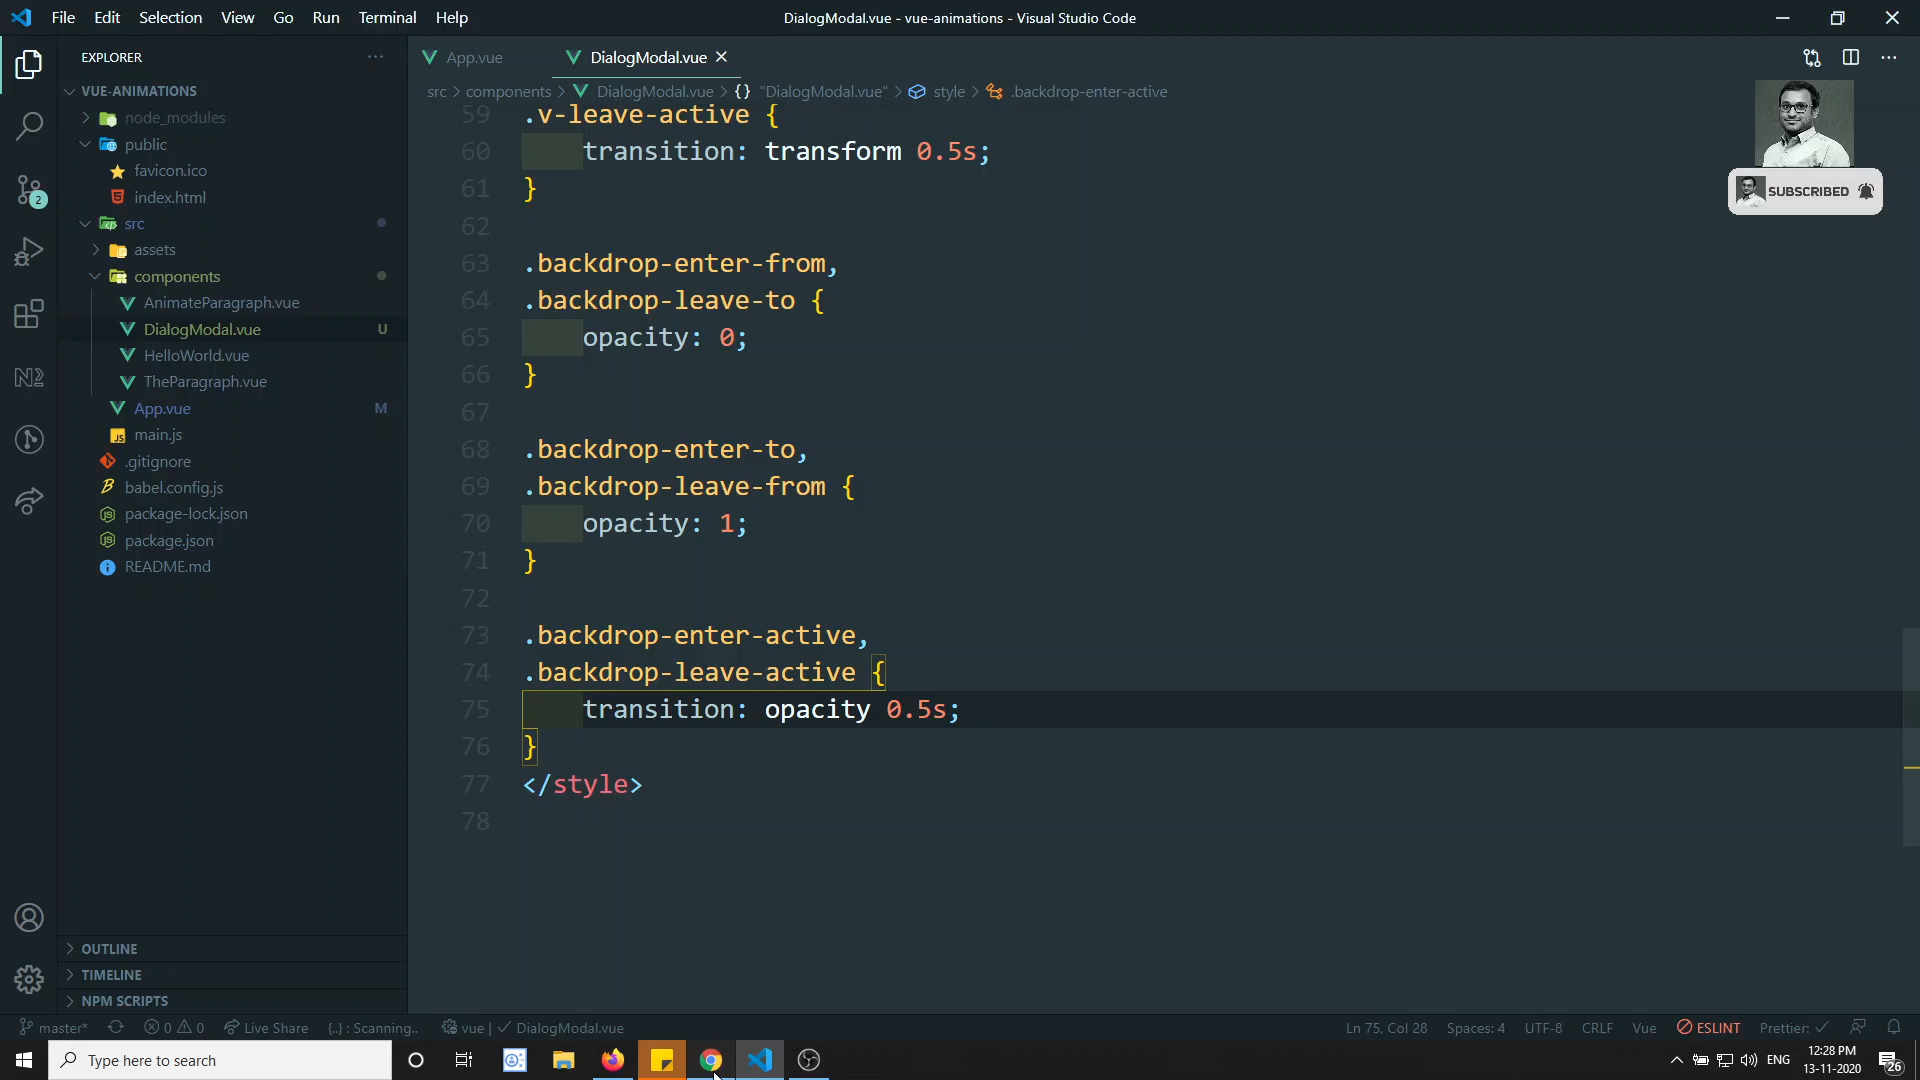 File Edit Selection View Go Run Terminal Help
DialogModal.vue - vue-animations - Visual Studio Code
EXPLORER
VUE-ANIMATIONS
node_modules
public
favicon.ico
index.html
src
assets
components
AnimateParagraph.vue
DialogModal.vue U
HelloWorld.vue
TheParagraph.vue
App.vue M
main.js
.gitignore
babel.config.js
package-lock.json
package.json
README.md
OUTLINE
TIMELINE
NPM SCRIPTS
2
App.vue DialogModal.vue
src > components > DialogModal.vue > {} "DialogModal.vue" > style > .backdrop-enter-active
59 .v-leave-active {
60 transition: transform 0.5s;
61 }
62
63 .backdrop-enter-from,
64 .backdrop-leave-to {
65 opacity: 0;
66 }
67
68 .backdrop-enter-to,
69 .backdrop-leave-from {
70 opacity: 1;
71 }
72
73 .backdrop-enter-active,
74 .backdrop-leave-active {
75 transition: opacity 0.5s;
76 }
77 </style>
78
SUBSCRIBED
master* 0 0 Live Share {..} : Scanning.. vue | DialogModal.vue
Ln 75, Col 28 Spaces: 4 UTF-8 CRLF Vue ESLINT Prettier:
Type here to search
ENG
12:28 PM
13-11-2020
26